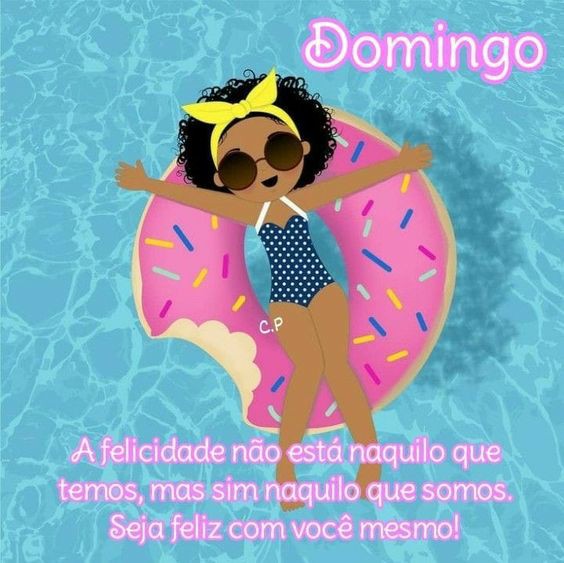 Domingo
C.P
A felicidade não está naquilo que
temos, mas sim naquilo que somos.
Seja feliz com você mesmo!